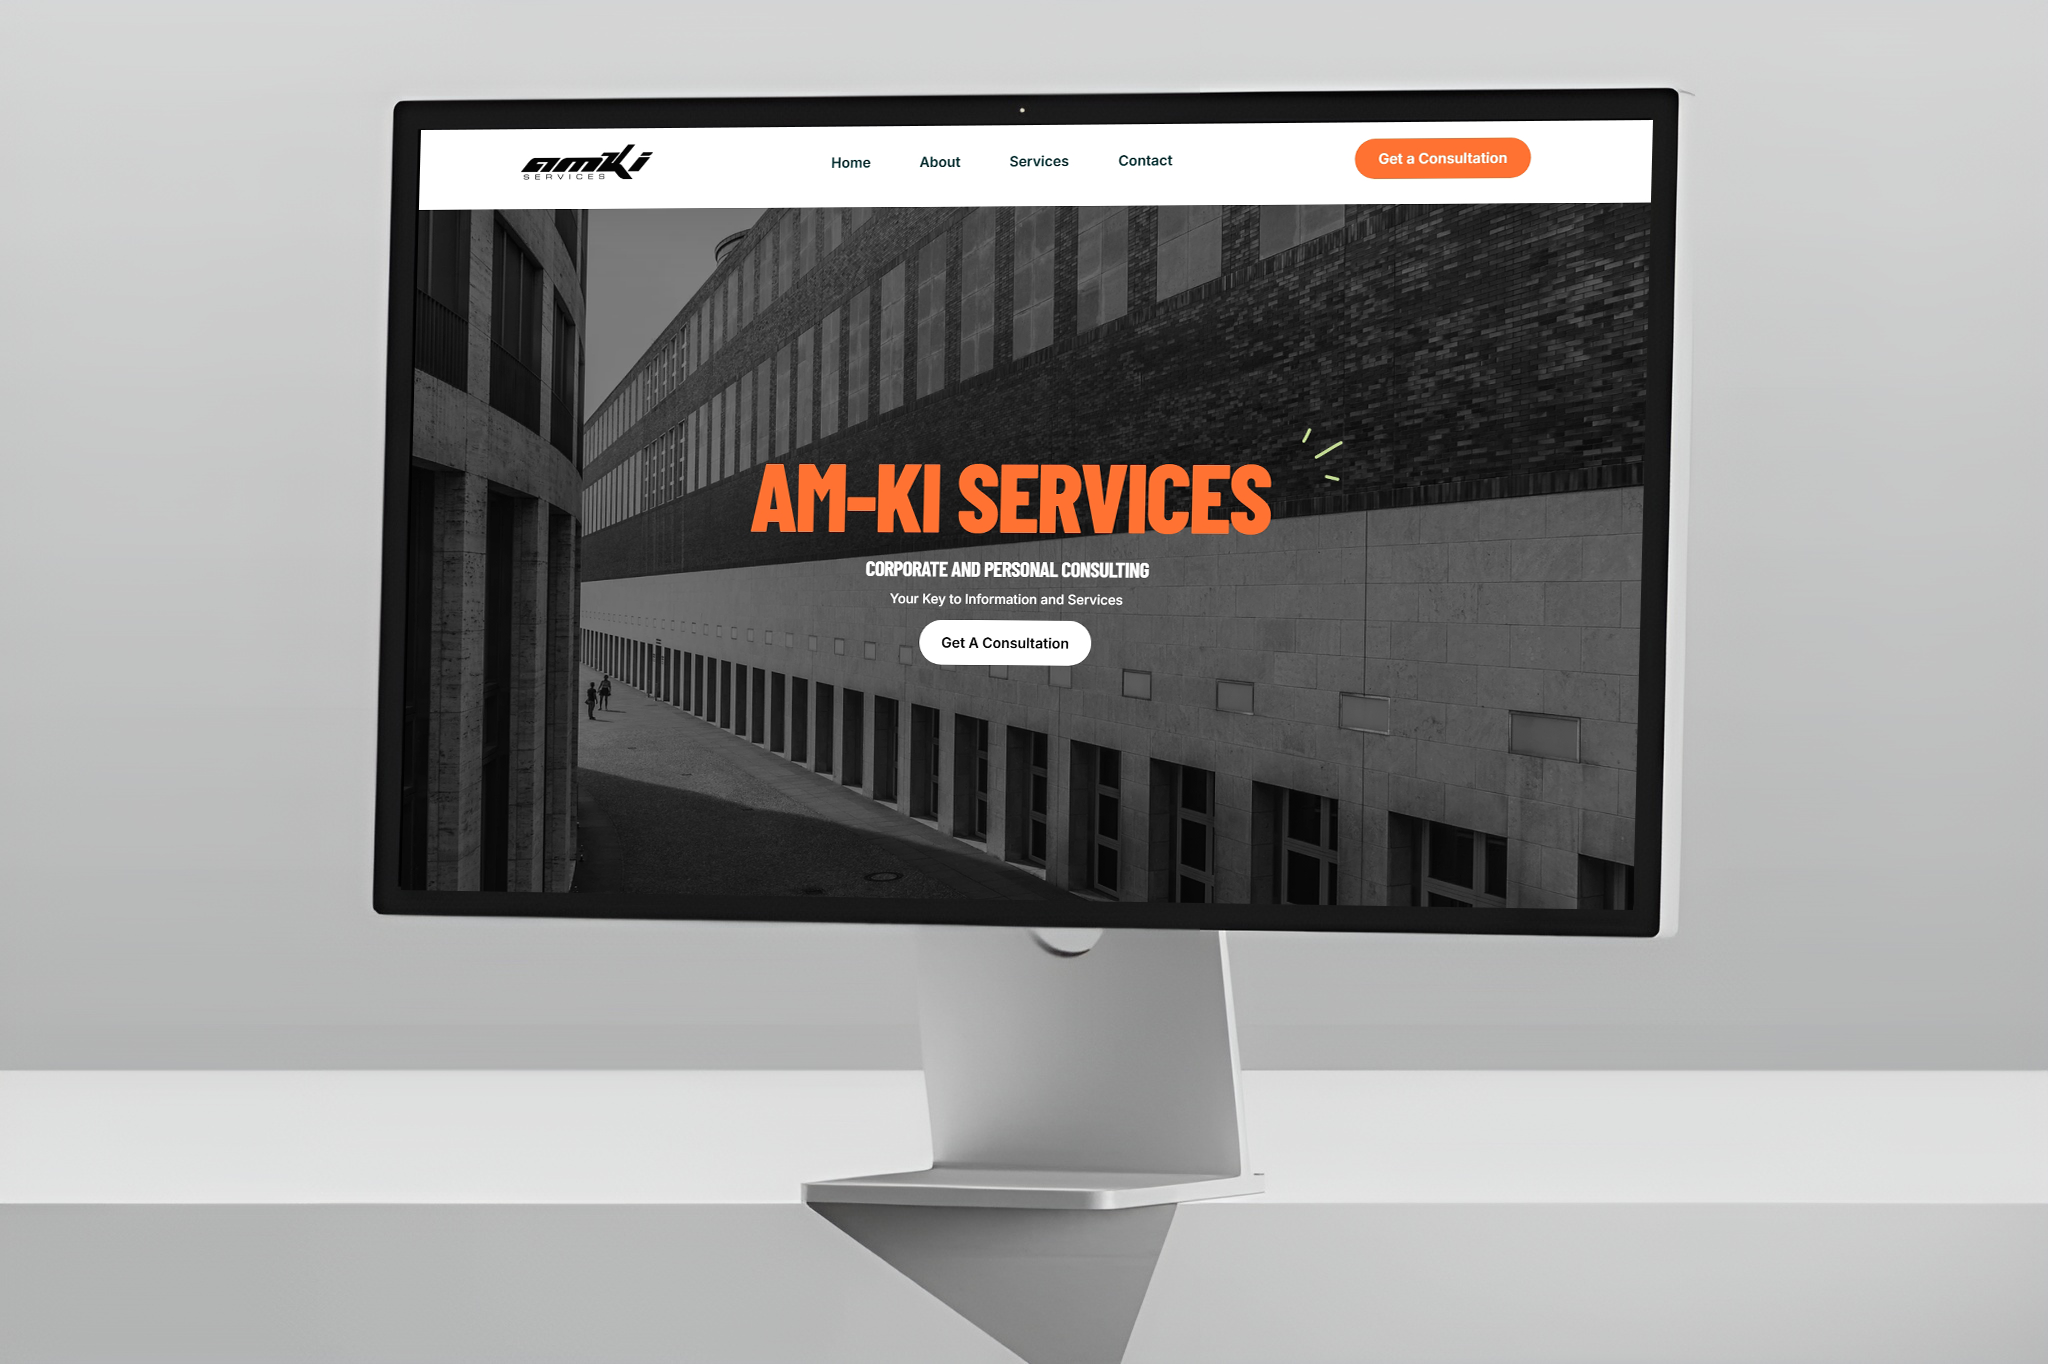 amki
SERVICES
Home
About
Services
Contact
Get a Consultation
AM-KI SERVICES
CORPORATE AND PERSONAL CONSULTING
Your Key to Information and Services
Get A Consultation